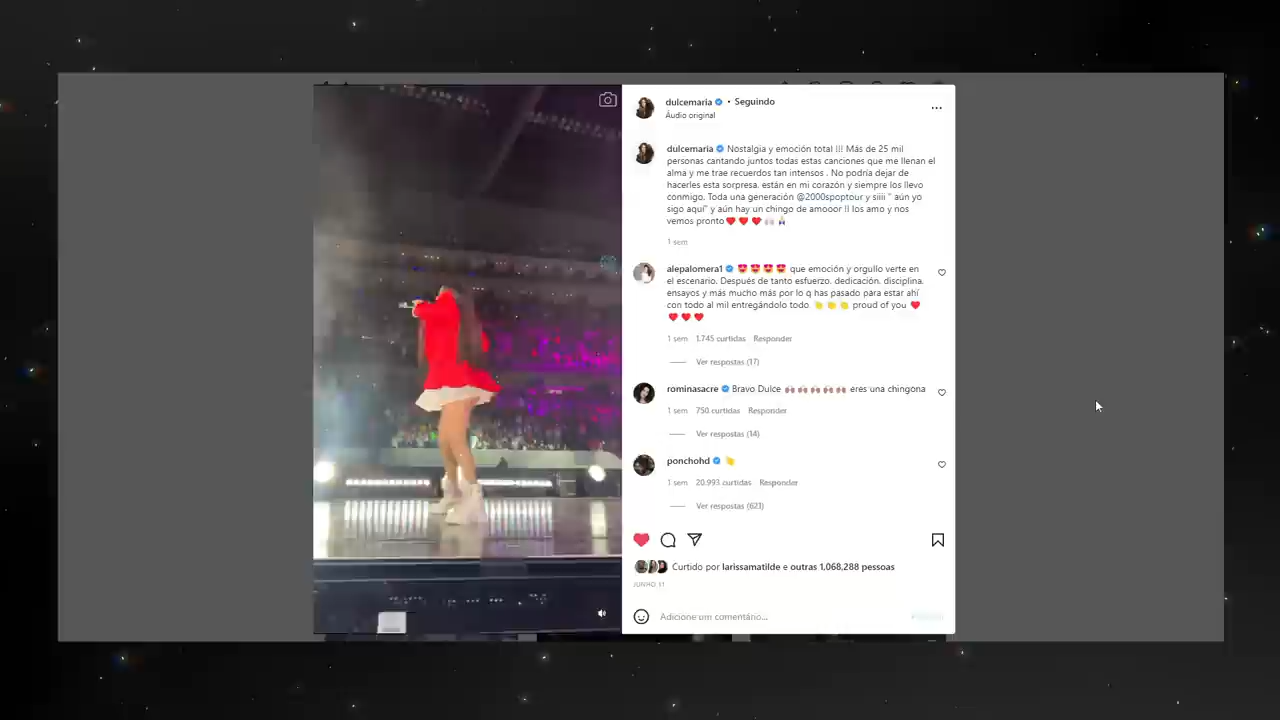 dulcemaria • Seguindo
Áudio original
dulcemaria Nostalgia y emoción total !!! Más de 25 mil
personas cantando juntos todas estas canciones que me llenan el
alma y me trae recuerdos tan intensos . No podría dejar de
hacerles esta sorpresa. están en mi corazón y siempre los llevo
conmigo. Toda una generación @2000spoptour y siiii " aún yo
sigo aquí" y aún hay un chingo de amooor !! los amo y nos
vemos pronto❤️❤️❤️🙌🏻🙏🏻
1 sem
alepalomera1 😍😍😍😍 que emoción y orgullo verte en
el escenario. Después de tanto esfuerzo. dedicación. disciplina.
ensayos y más mucho más por lo q has pasado para estar ahí
con todo al mil entregándolo todo. 👏👏👏 proud of you ❤️
❤️❤️❤️
1 sem 1.745 curtidas Responder
Ver respostas (17)
rominasacre Bravo Dulce 🙌🏽🙌🏽🙌🏽🙌🏽🙌🏽 eres una chingona
1 sem 750 curtidas Responder
Ver respostas (14)
ponchohd 👏
1 sem 20.993 curtidas Responder
Ver respostas (623)
Curtido por larissamatilde e outras 1,068,288 pessoas
JUNHO 11
Adicione um comentário...